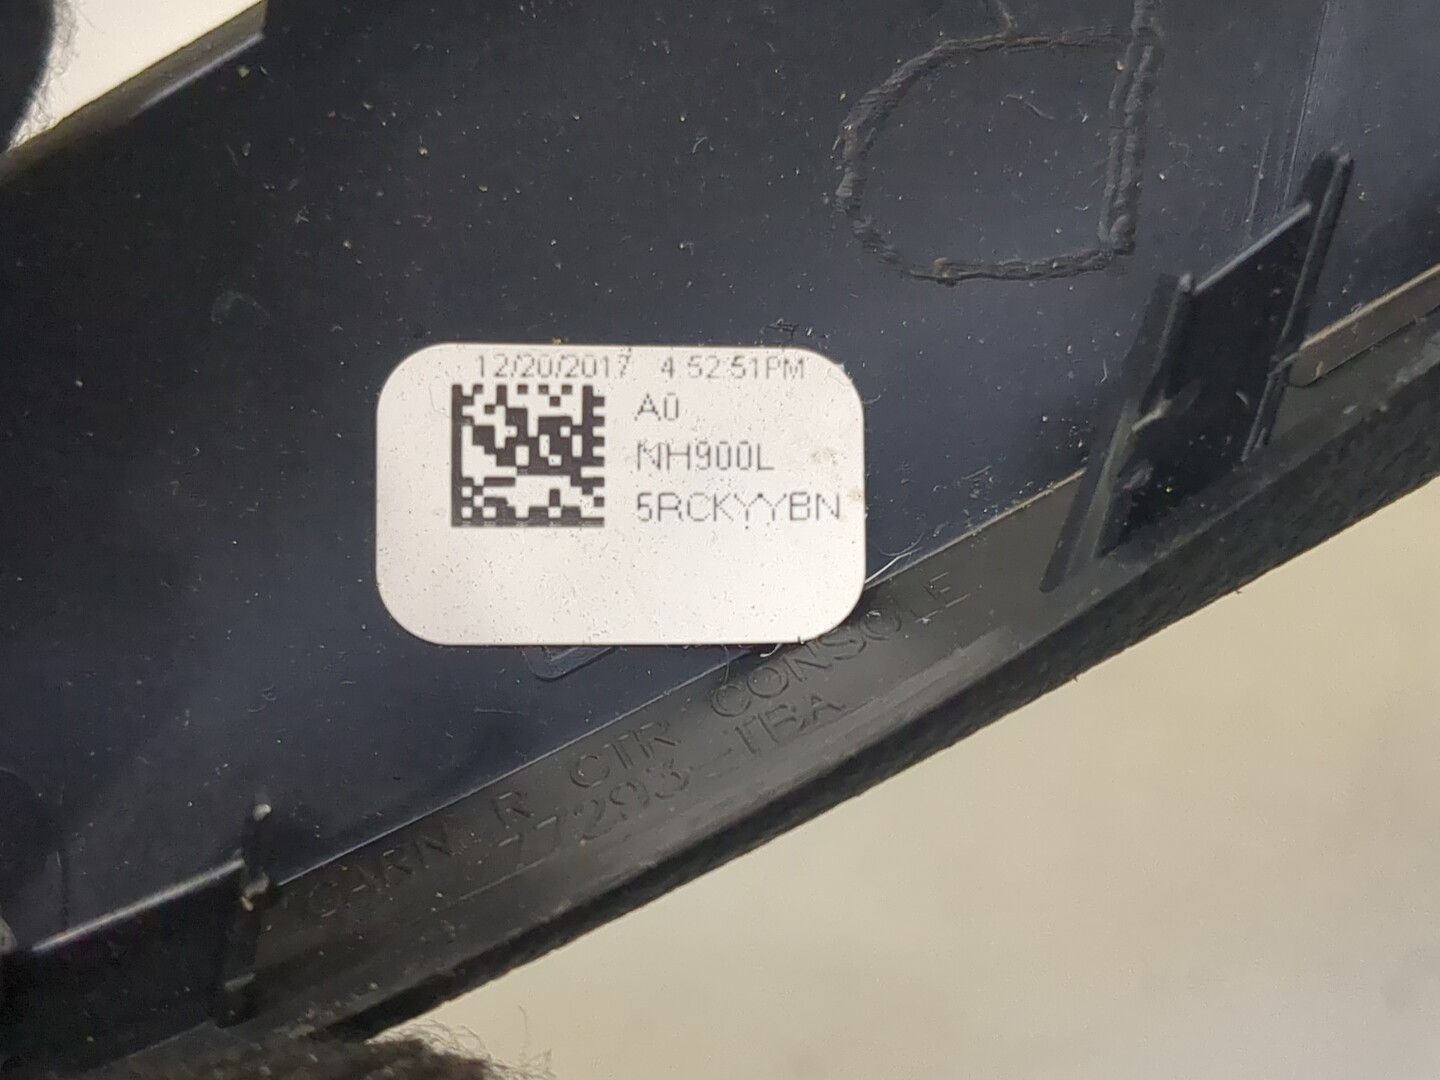 12/20/2017 4:52:51PM
A0
NH900L
5RCKYYBN
GARN R CTR CONSOLE
77293-TBA